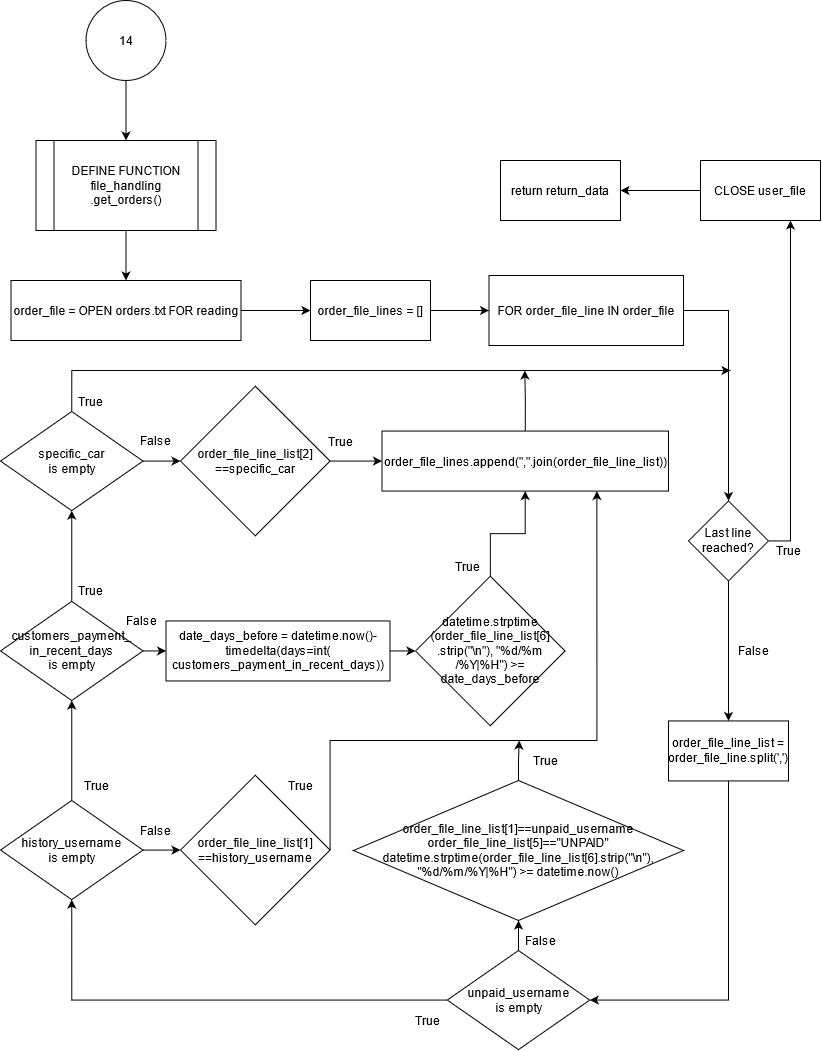 14
DEFINE FUNCTION
file_handling
.get_orders()
return return_data
CLOSE user_file
order_file = OPEN orders.txt FOR reading
order_file_lines = []
FOR order_file_line IN order_file
True
specific_car
is empty
False
order_file_line_list[2]
==specific_car
True
order_file_lines.append(",".join(order_file_line_list))
Last line
reached?
True
True
customers_payment_
in_recent_days
is empty
False
date_days_before = datetime.now()-
timedelta(days=int(
customers_payment_in_recent_days))
True
datetime.strptime
(order_file_line_list[6]
.strip("\n"), "%d/%m
/%Y|%H") >=
date_days_before
False
order_file_line_list =
order_file_line.split(',')
True
history_username
is empty
False
True
order_file_line_list[1]
==history_username
True
order_file_line_list[1]==unpaid_username
order_file_line_list[5]=="UNPAID"
datetime.strptime(order_file_line_list[6].strip("\n"),
"%d/%m/%Y|%H") >= datetime.now()
False
unpaid_username
is empty
True